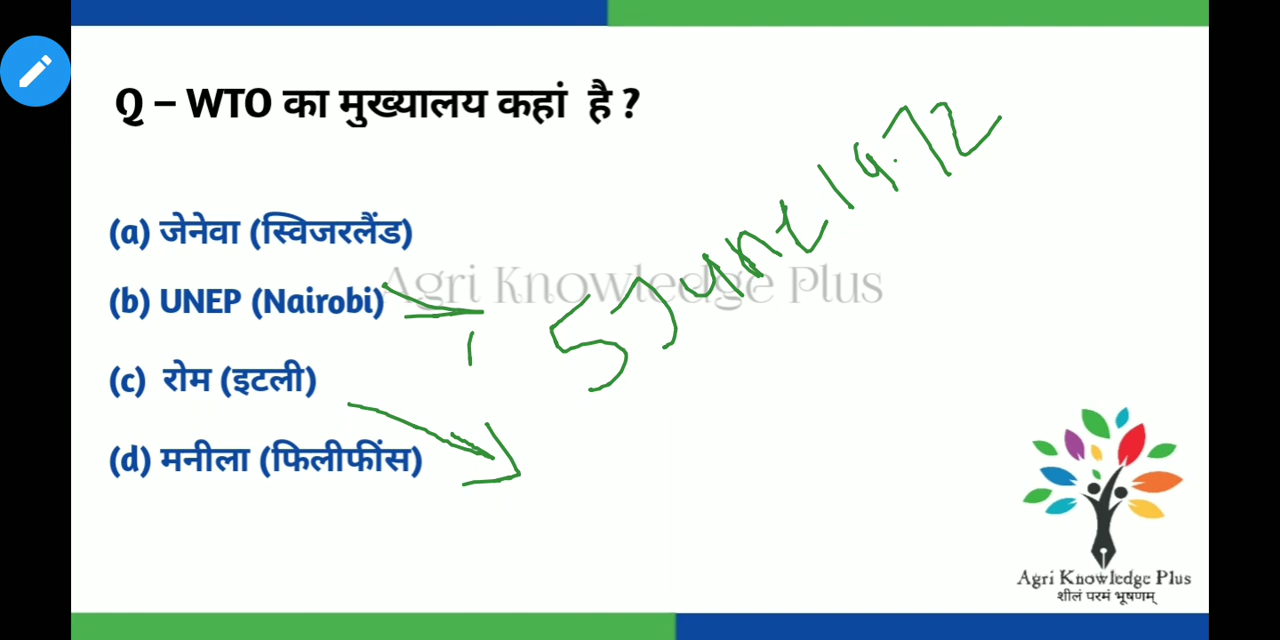 Q – WTO का मुख्यालय कहां है ?
(a) जेनेवा (स्विजरलैंड)
(b) UNEP (Nairobi)
(c) रोम (इटली)
(d) मनीला (फिलीफींस)
5 June 1972
Agri Knowledge Plus
Agri Knowledge Plus
शीलं परमं भूषणम्